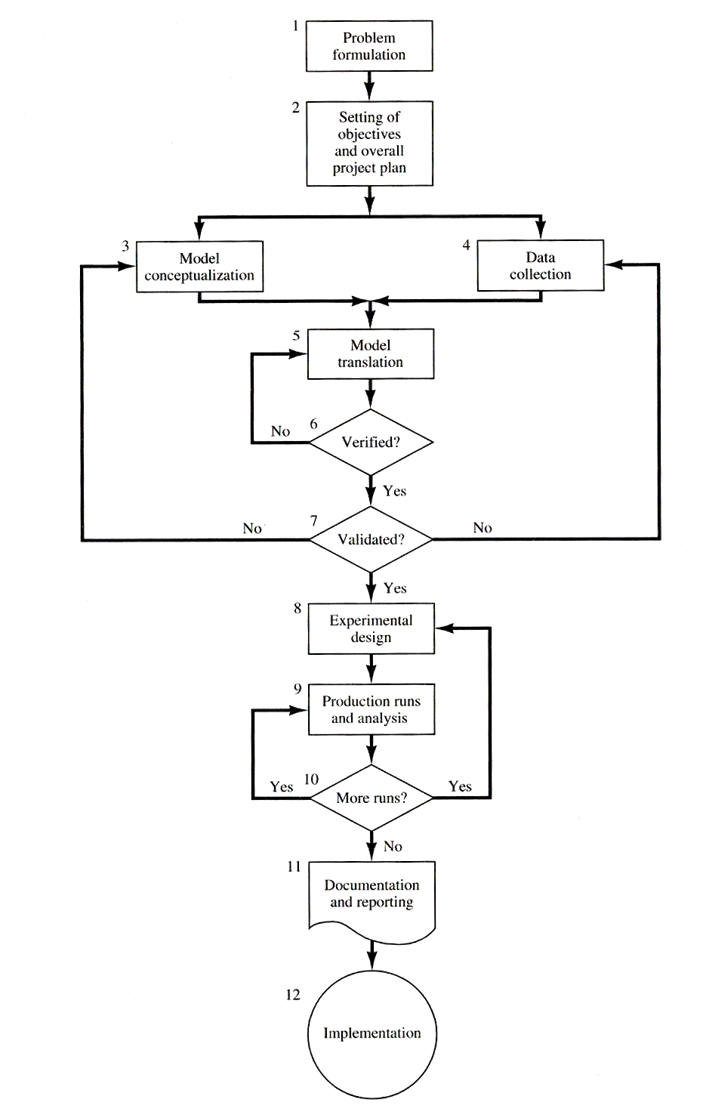 1
Problem
formulation
2
Setting of
objectives
and overall
project plan
3
Model
conceptualization
4
Data
collection
5
Model
translation
6
Verified?
No
Yes
7
Validated?
No
No
Yes
8
Experimental
design
9
Production runs
and analysis
10
More runs?
Yes
Yes
No
11
Documentation
and reporting
12
Implementation